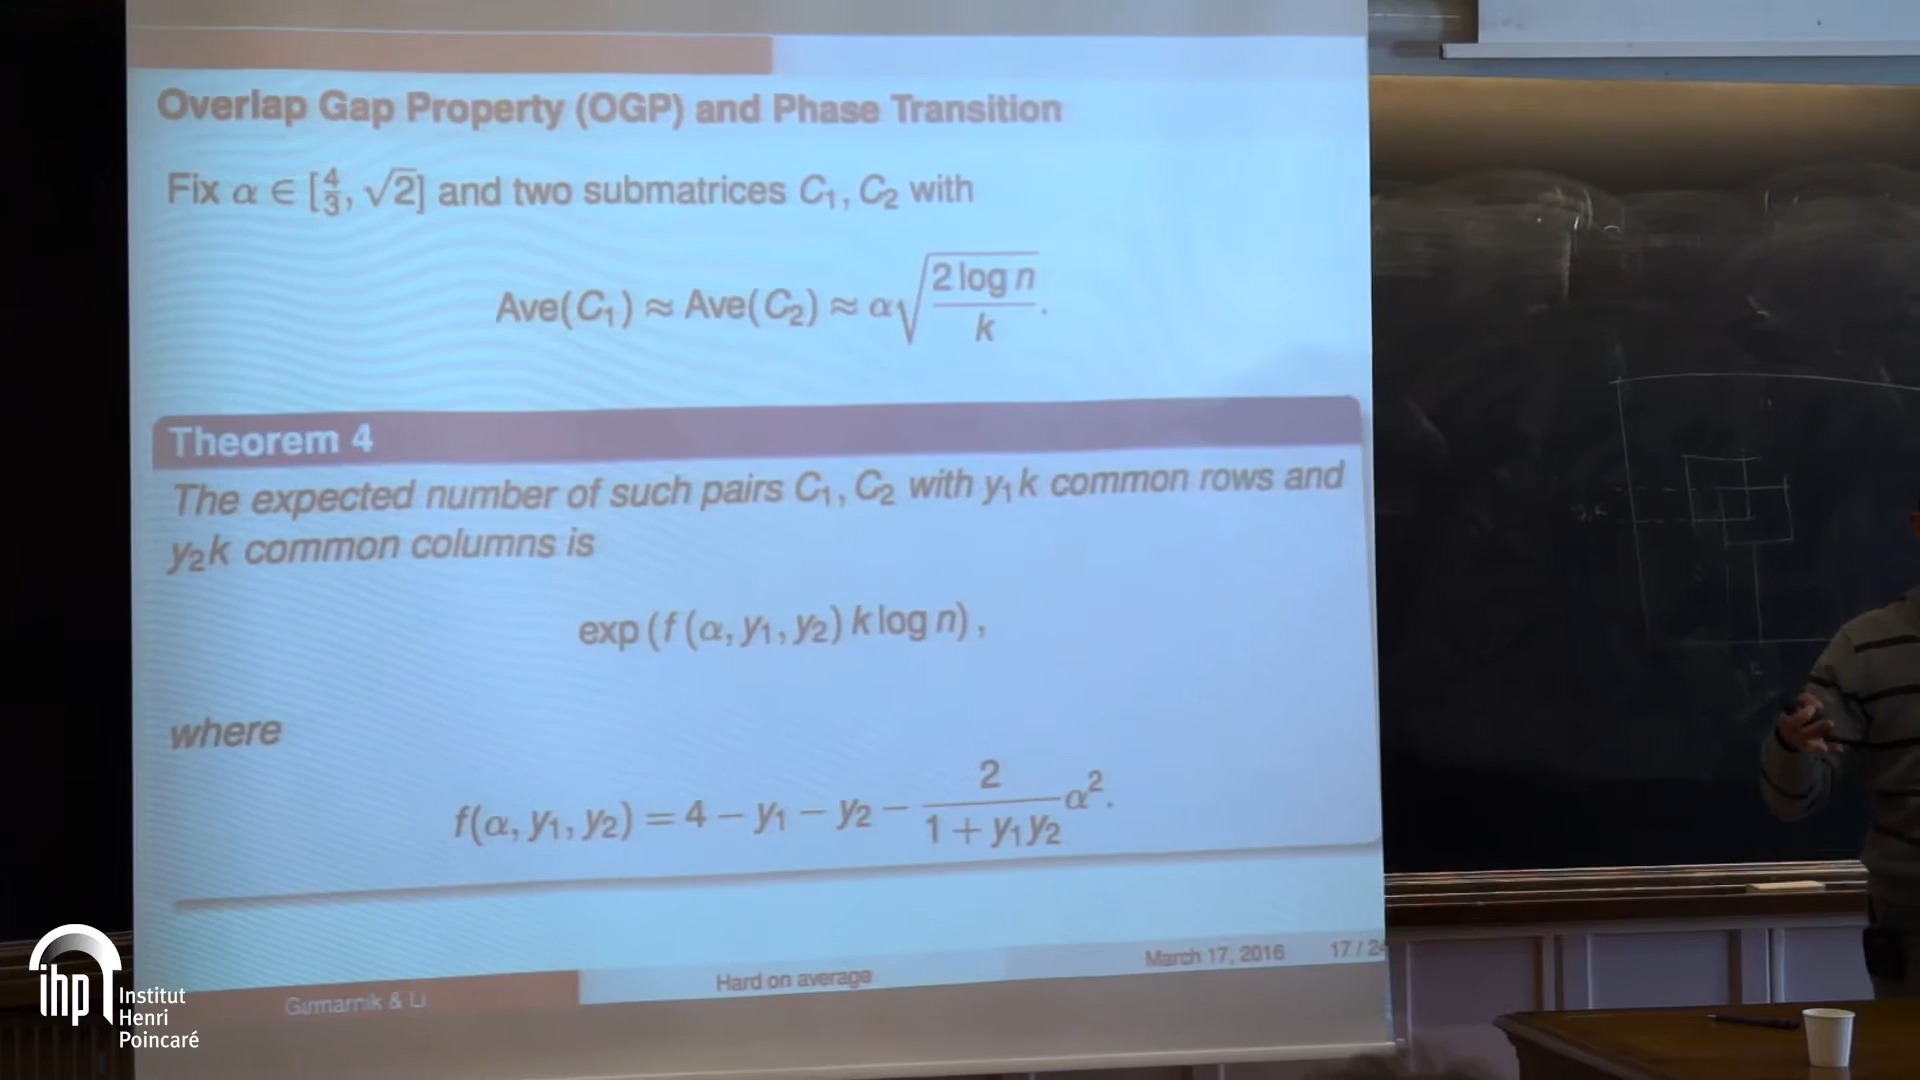 Overlap Gap Property (OGP) and Phase Transition
Fix α ∈ [4/3, √2] and two submatrices C₁, C₂ with
Ave(C₁) ≈ Ave(C₂) ≈ α√(2 log n / k).
Theorem 4
The expected number of such pairs C₁, C₂ with y₁k common rows and
y₂k common columns is
exp (f (α, y₁, y₂) k log n),
where
f(α, y₁, y₂) = 4 − y₁ − y₂ − 2/(1 + y₁y₂) α².
Gamarnik & Li
Hard on average
March 17, 2016
17 / 24
ihp
Institut
Henri
Poincaré